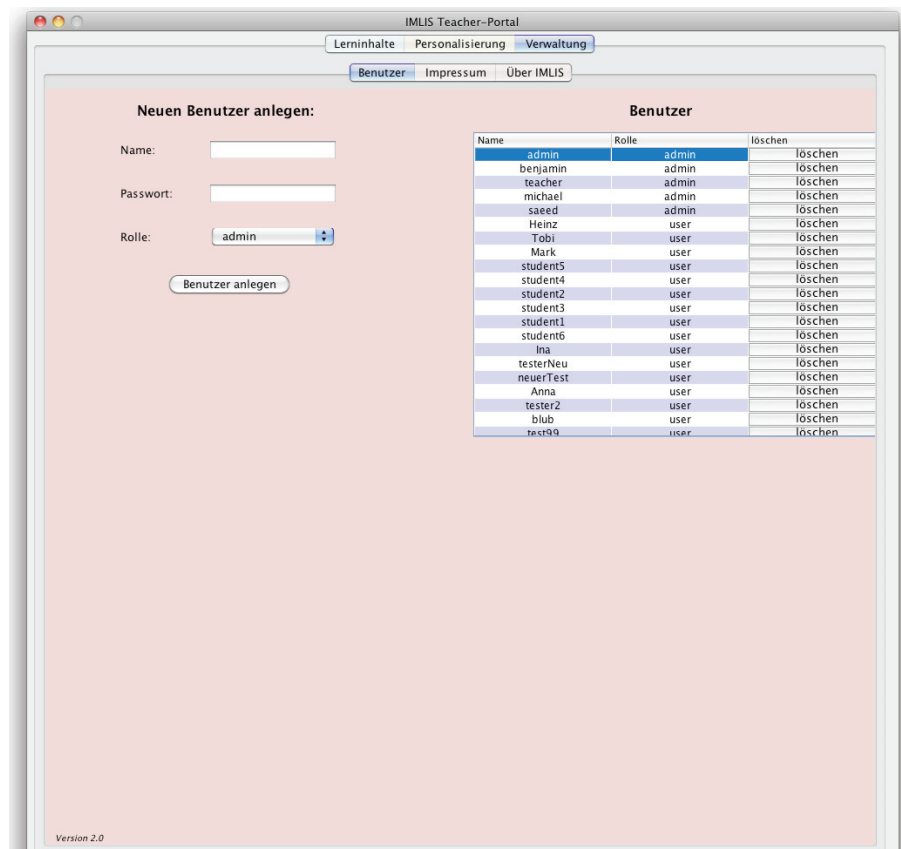 IMLIS Teacher-Portal
Lerninhalte Personalisierung Verwaltung
Benutzer Impressum Über IMLIS
Neuen Benutzer anlegen:
Name:
Passwort:
Rolle: admin
Benutzer anlegen
Benutzer
Name Rolle löschen
admin admin löschen
benjamin admin löschen
teacher admin löschen
michael admin löschen
saeed admin löschen
Heinz user löschen
Tobi user löschen
Mark user löschen
student5 user löschen
student4 user löschen
student2 user löschen
student3 user löschen
student1 user löschen
student6 user löschen
Ina user löschen
testerNeu user löschen
neuerTest user löschen
Anna user löschen
tester2 user löschen
blub user löschen
test99 user löschen
Version 2.0